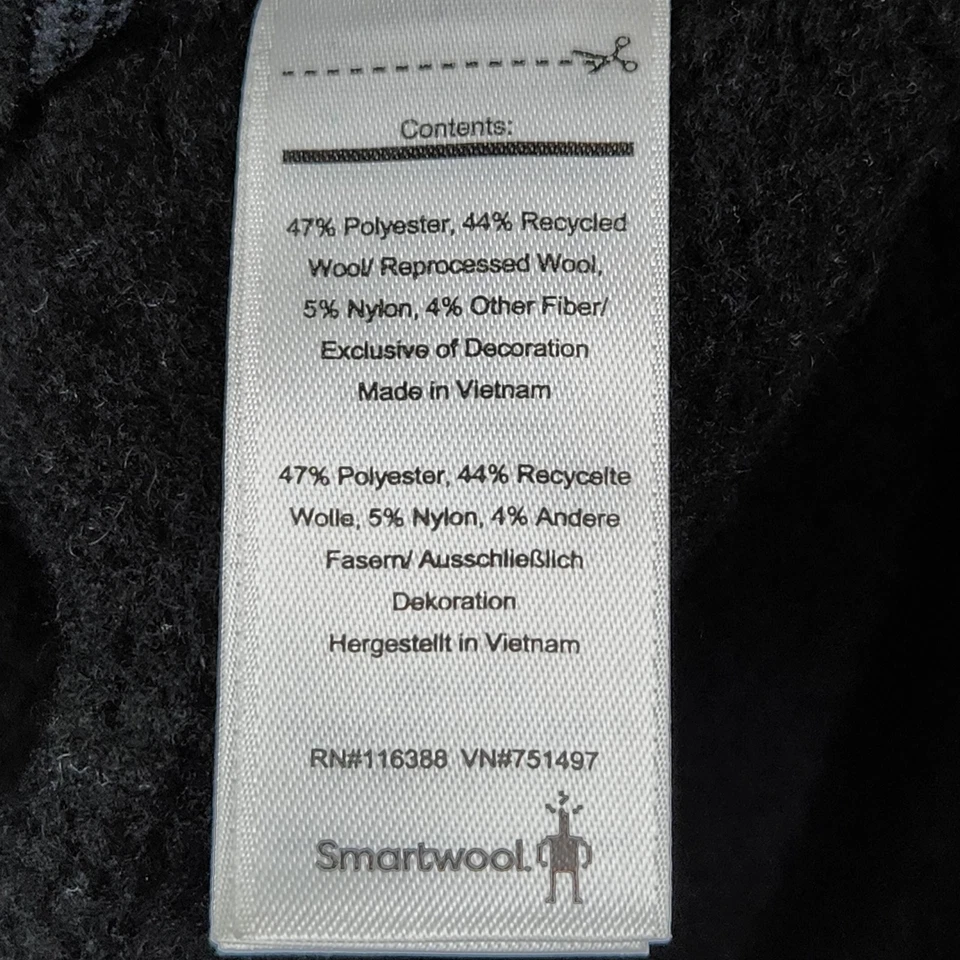 Contents:
47% Polyester, 44% Recycled
Wool/ Reprocessed Wool,
5% Nylon, 4% Other Fiber/
Exclusive of Decoration
Made in Vietnam
47% Polyester, 44% Recycelte
Wolle, 5% Nylon, 4% Andere
Fasern/ Ausschließlich
Dekoration
Hergestellt in Vietnam
RN#116388 VN#751497
Smartwool.